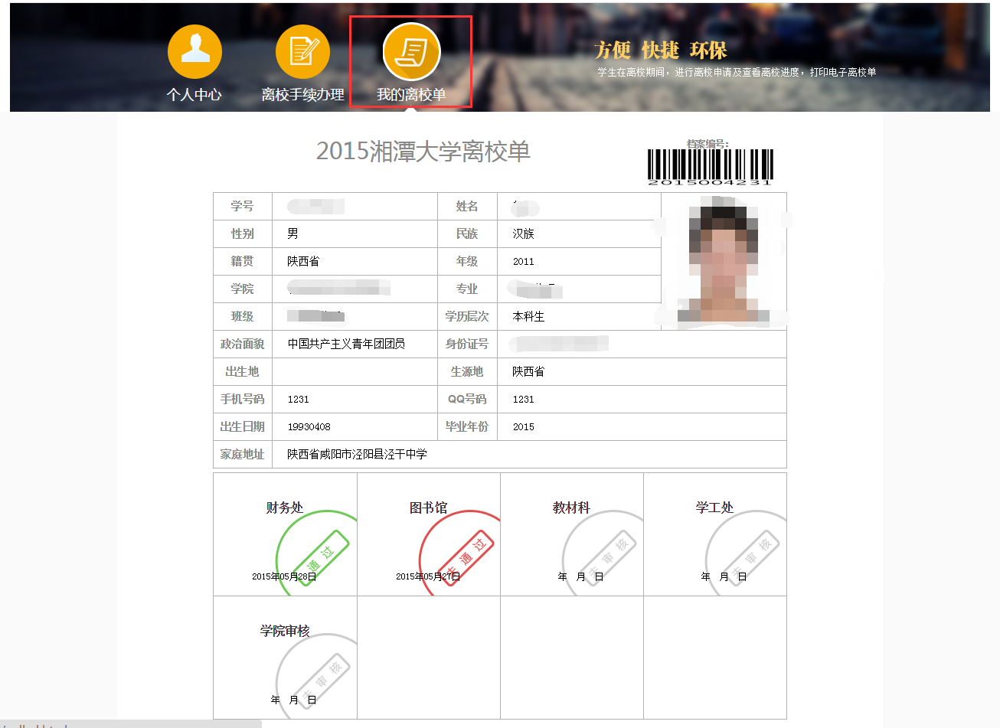 方便 快捷 环保
学生在离校期间，进行离校申请及查看离校进度，打印电子离校单
个人中心 离校手续办理 我的离校单
2015湘潭大学离校单
档案编号：
2015004231
学号 姓名
性别 男 民族 汉族
籍贯 陕西省 年级 2011
学院 专业
班级 学历层次 本科生
政治面貌 中国共产主义青年团团员 身份证号
出生地 生源地 陕西省
手机号码 1231 QQ号码 1231
出生日期 19930408 毕业年份 2015
家庭地址 陕西省咸阳市泾阳县泾干中学
财务处 图书馆 教材科 学工处
通过 未通过 未审核 未审核
2015年05月28日 2015年05月27日 年 月 日 年 月 日
学院审核
未审核
年 月 日